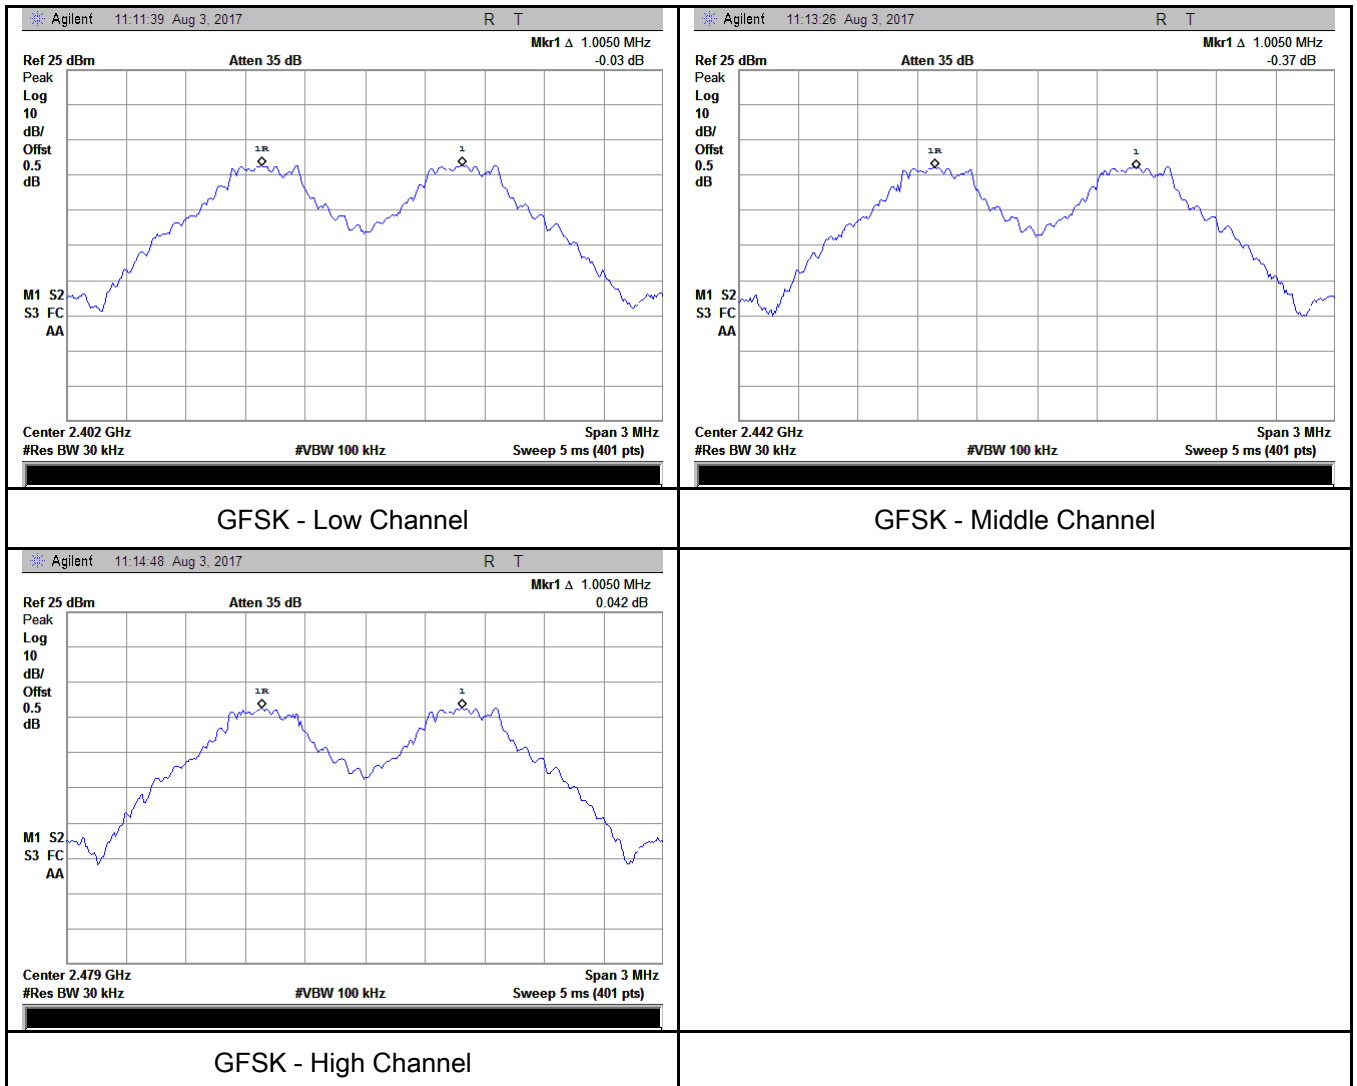 Agilent 11:11:39 Aug 3, 2017 R T
Mkr1 Δ 1.0050 MHz
Ref 25 dBm Atten 35 dB -0.03 dB
Peak
Log
10
dB/
Offst
0.5
dB
1R 1
M1 S2
S3 FC
AA
Center 2.402 GHz Span 3 MHz
#Res BW 30 kHz #VBW 100 kHz Sweep 5 ms (401 pts)
GFSK - Low Channel
Agilent 11:13:26 Aug 3, 2017 R T
Mkr1 Δ 1.0050 MHz
Ref 25 dBm Atten 35 dB -0.37 dB
Peak
Log
10
dB/
Offst
0.5
dB
1R 1
M1 S2
S3 FC
AA
Center 2.442 GHz Span 3 MHz
#Res BW 30 kHz #VBW 100 kHz Sweep 5 ms (401 pts)
GFSK - Middle Channel
Agilent 11:14:48 Aug 3, 2017 R T
Mkr1 Δ 1.0050 MHz
Ref 25 dBm Atten 35 dB 0.042 dB
Peak
Log
10
dB/
Offst
0.5
dB
1R 1
M1 S2
S3 FC
AA
Center 2.479 GHz Span 3 MHz
#Res BW 30 kHz #VBW 100 kHz Sweep 5 ms (401 pts)
GFSK - High Channel